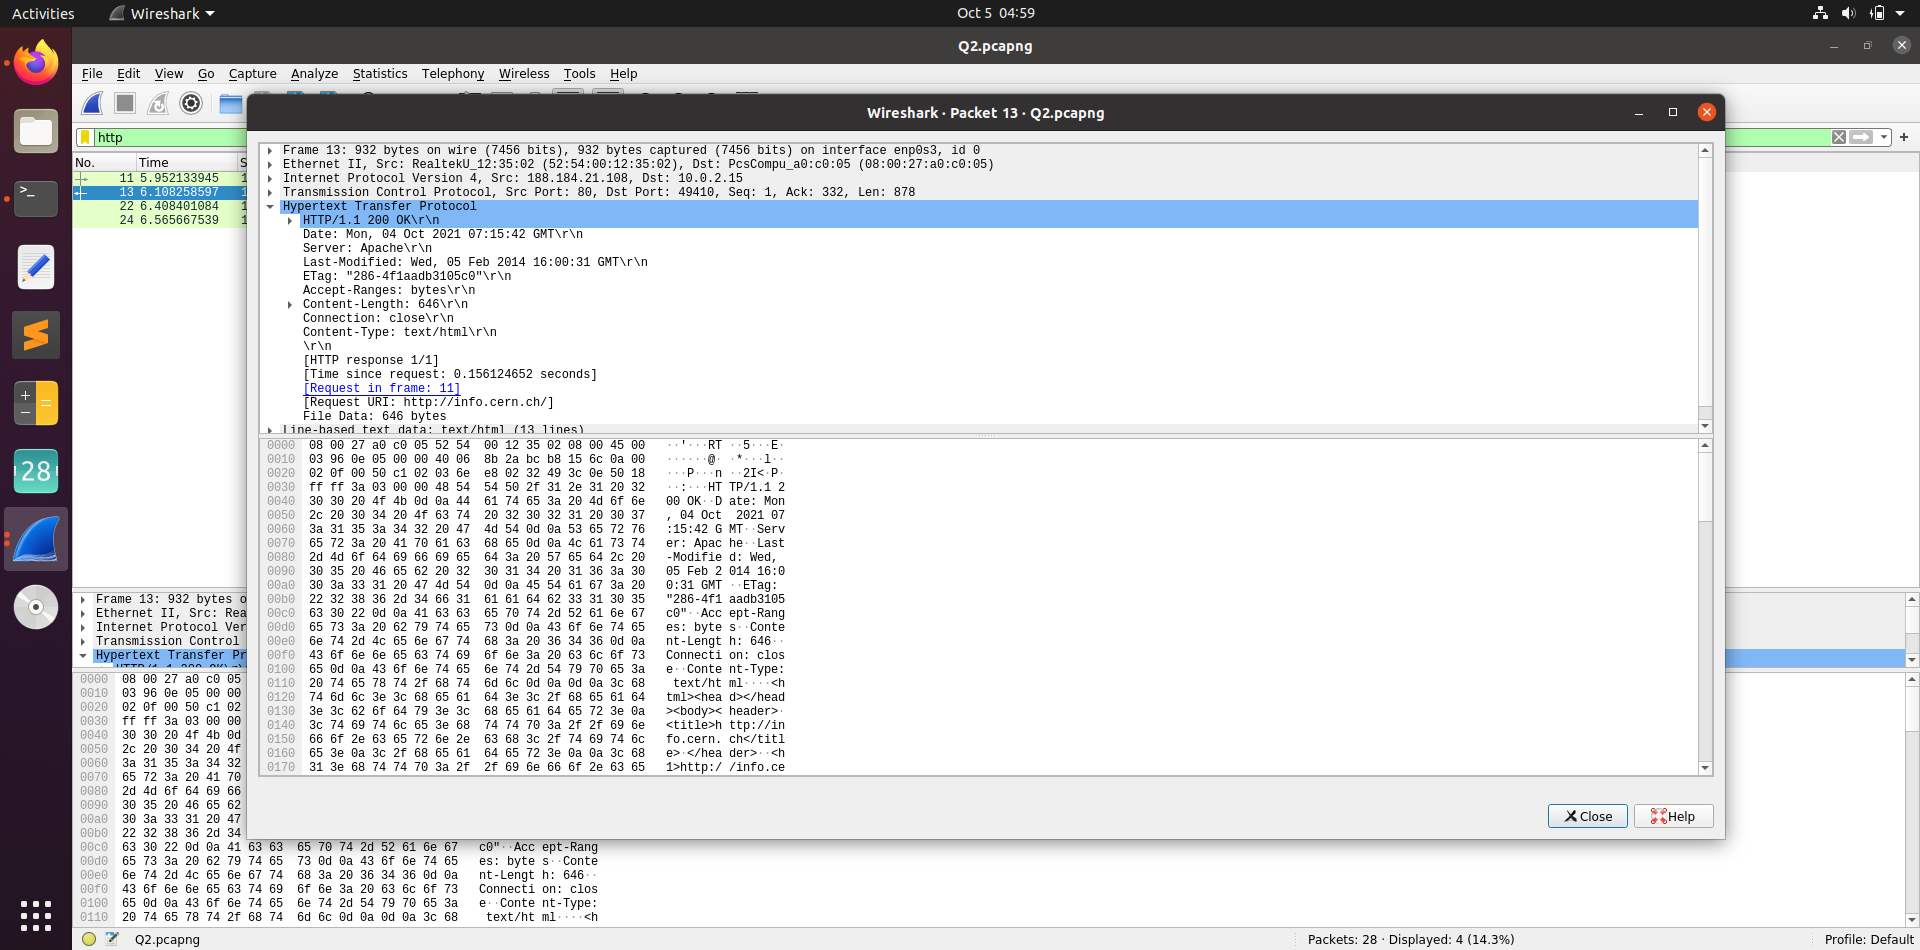 Activities
Wireshark
Oct 5 04:59
Q2.pcapng
File Edit View Go Capture Analyze Statistics Telephony Wireless Tools Help
Wireshark · Packet 13 · Q2.pcapng
http
No. Time S
11 5.952133945 1
13 6.108258597 1
22 6.408401084 1
24 6.565667539 1
Frame 13: 932 bytes on wire (7456 bits), 932 bytes captured (7456 bits) on interface enp0s3, id 0
Ethernet II, Src: RealtekU_12:35:02 (52:54:00:12:35:02), Dst: PcsCompu_a0:c0:05 (08:00:27:a0:c0:05)
Internet Protocol Version 4, Src: 188.184.21.108, Dst: 10.0.2.15
Transmission Control Protocol, Src Port: 80, Dst Port: 49410, Seq: 1, Ack: 332, Len: 878
Hypertext Transfer Protocol
HTTP/1.1 200 OK\r\n
Date: Mon, 04 Oct 2021 07:15:42 GMT\r\n
Server: Apache\r\n
Last-Modified: Wed, 05 Feb 2014 16:00:31 GMT\r\n
ETag: "286-4f1aadb3105c0"\r\n
Accept-Ranges: bytes\r\n
Content-Length: 646\r\n
Connection: close\r\n
Content-Type: text/html\r\n
\r\n
[HTTP response 1/1]
[Time since request: 0.156124652 seconds]
[Request in frame: 11]
[Request URI: http://info.cern.ch/]
File Data: 646 bytes
Line-based text data: text/html (13 lines)
0000 08 00 27 a0 c0 05 52 54 00 12 35 02 08 00 45 00 ··'···RT ··5···E·
0010 03 96 0e 05 00 00 40 06 8b 2a bc b8 15 6c 0a 00 ······@· ·*···l··
0020 02 0f 00 50 c1 02 03 6e e8 02 32 49 3c 0e 50 18 ···P···n ··2I<·P·
0030 ff ff 3a 03 00 00 48 54 54 50 2f 31 2e 31 20 32 ··:···HT TP/1.1 2
0040 30 30 20 4f 4b 0d 0a 44 61 74 65 3a 20 4d 6f 6e 00 OK··D ate: Mon
0050 2c 20 30 34 20 4f 63 74 20 32 30 32 31 20 30 37 , 04 Oct 2021 07
0060 3a 31 35 3a 34 32 20 47 4d 54 0d 0a 53 65 72 76 :15:42 G MT··Serv
0070 65 72 3a 20 41 70 61 63 68 65 0d 0a 4c 61 73 74 er: Apac he··Last
0080 2d 4d 6f 64 69 66 69 65 64 3a 20 57 65 64 2c 20 -Modifie d: Wed,
0090 30 35 20 46 65 62 20 32 30 31 34 20 31 36 3a 30 05 Feb 2 014 16:0
00a0 30 3a 33 31 20 47 4d 54 0d 0a 45 54 61 67 3a 20 0:31 GMT ··ETag:
00b0 22 32 38 36 2d 34 66 31 61 61 64 62 33 31 30 35 "286-4f1 aadb3105
00c0 63 30 22 0d 0a 41 63 63 65 70 74 2d 52 61 6e 67 c0"··Acc ept-Rang
00d0 65 73 3a 20 62 79 74 65 73 0d 0a 43 6f 6e 74 65 es: byte s··Conte
00e0 6e 74 2d 4c 65 6e 67 74 68 3a 20 36 34 36 0d 0a nt-Lengt h: 646··
00f0 43 6f 6e 6e 65 63 74 69 6f 6e 3a 20 63 6c 6f 73 Connecti on: clos
0100 65 0d 0a 43 6f 6e 74 65 6e 74 2d 54 79 70 65 3a e··Conte nt-Type:
0110 20 74 65 78 74 2f 68 74 6d 6c 0d 0a 0d 0a 3c 68 text/ht ml····<h
0120 74 6d 6c 3e 3c 68 65 61 64 3e 3c 2f 68 65 61 64 tml><hea d></head
0130 3e 3c 62 6f 64 79 3e 3c 68 65 61 64 65 72 3e 0a ><body>< header>·
0140 3c 74 69 74 6c 65 3e 68 74 74 70 3a 2f 2f 69 6e <title>h ttp://in
0150 66 6f 2e 63 65 72 6e 2e 63 68 3c 2f 74 69 74 6c fo.cern. ch</titl
0160 65 3e 0a 3c 2f 68 65 61 64 65 72 3e 0a 0a 3c 68 e>·</hea der>··<h
0170 31 3e 68 74 74 70 3a 2f 2f 69 6e 66 6f 2e 63 65 1>http:/ /info.ce
Close
Help
Frame 13: 932 bytes o
Ethernet II, Src: Rea
Internet Protocol Ver
Transmission Control
Hypertext Transfer Pr
0000 08 00 27 a0 c0 05
0010 03 96 0e 05 00 00
0020 02 0f 00 50 c1 02
0030 ff ff 3a 03 00 00
0040 30 30 20 4f 4b 0d
0050 2c 20 30 34 20 4f
0060 3a 31 35 3a 34 32
0070 65 72 3a 20 41 70
0080 2d 4d 6f 64 69 66
0090 30 35 20 46 65 62
00a0 30 3a 33 31 20 47
00b0 22 32 38 36 2d 34
00c0 63 30 22 0d 0a 41 63 63 65 70 74 2d 52 61 6e 67 c0"··Acc ept-Rang
00d0 65 73 3a 20 62 79 74 65 73 0d 0a 43 6f 6e 74 65 es: byte s··Conte
00e0 6e 74 2d 4c 65 6e 67 74 68 3a 20 36 34 36 0d 0a nt-Lengt h: 646··
00f0 43 6f 6e 6e 65 63 74 69 6f 6e 3a 20 63 6c 6f 73 Connecti on: clos
0100 65 0d 0a 43 6f 6e 74 65 6e 74 2d 54 79 70 65 3a e··Conte nt-Type:
0110 20 74 65 78 74 2f 68 74 6d 6c 0d 0a 0d 0a 3c 68 text/ht ml····<h
28
Q2.pcapng
Packets: 28 · Displayed: 4 (14.3%)
Profile: Default